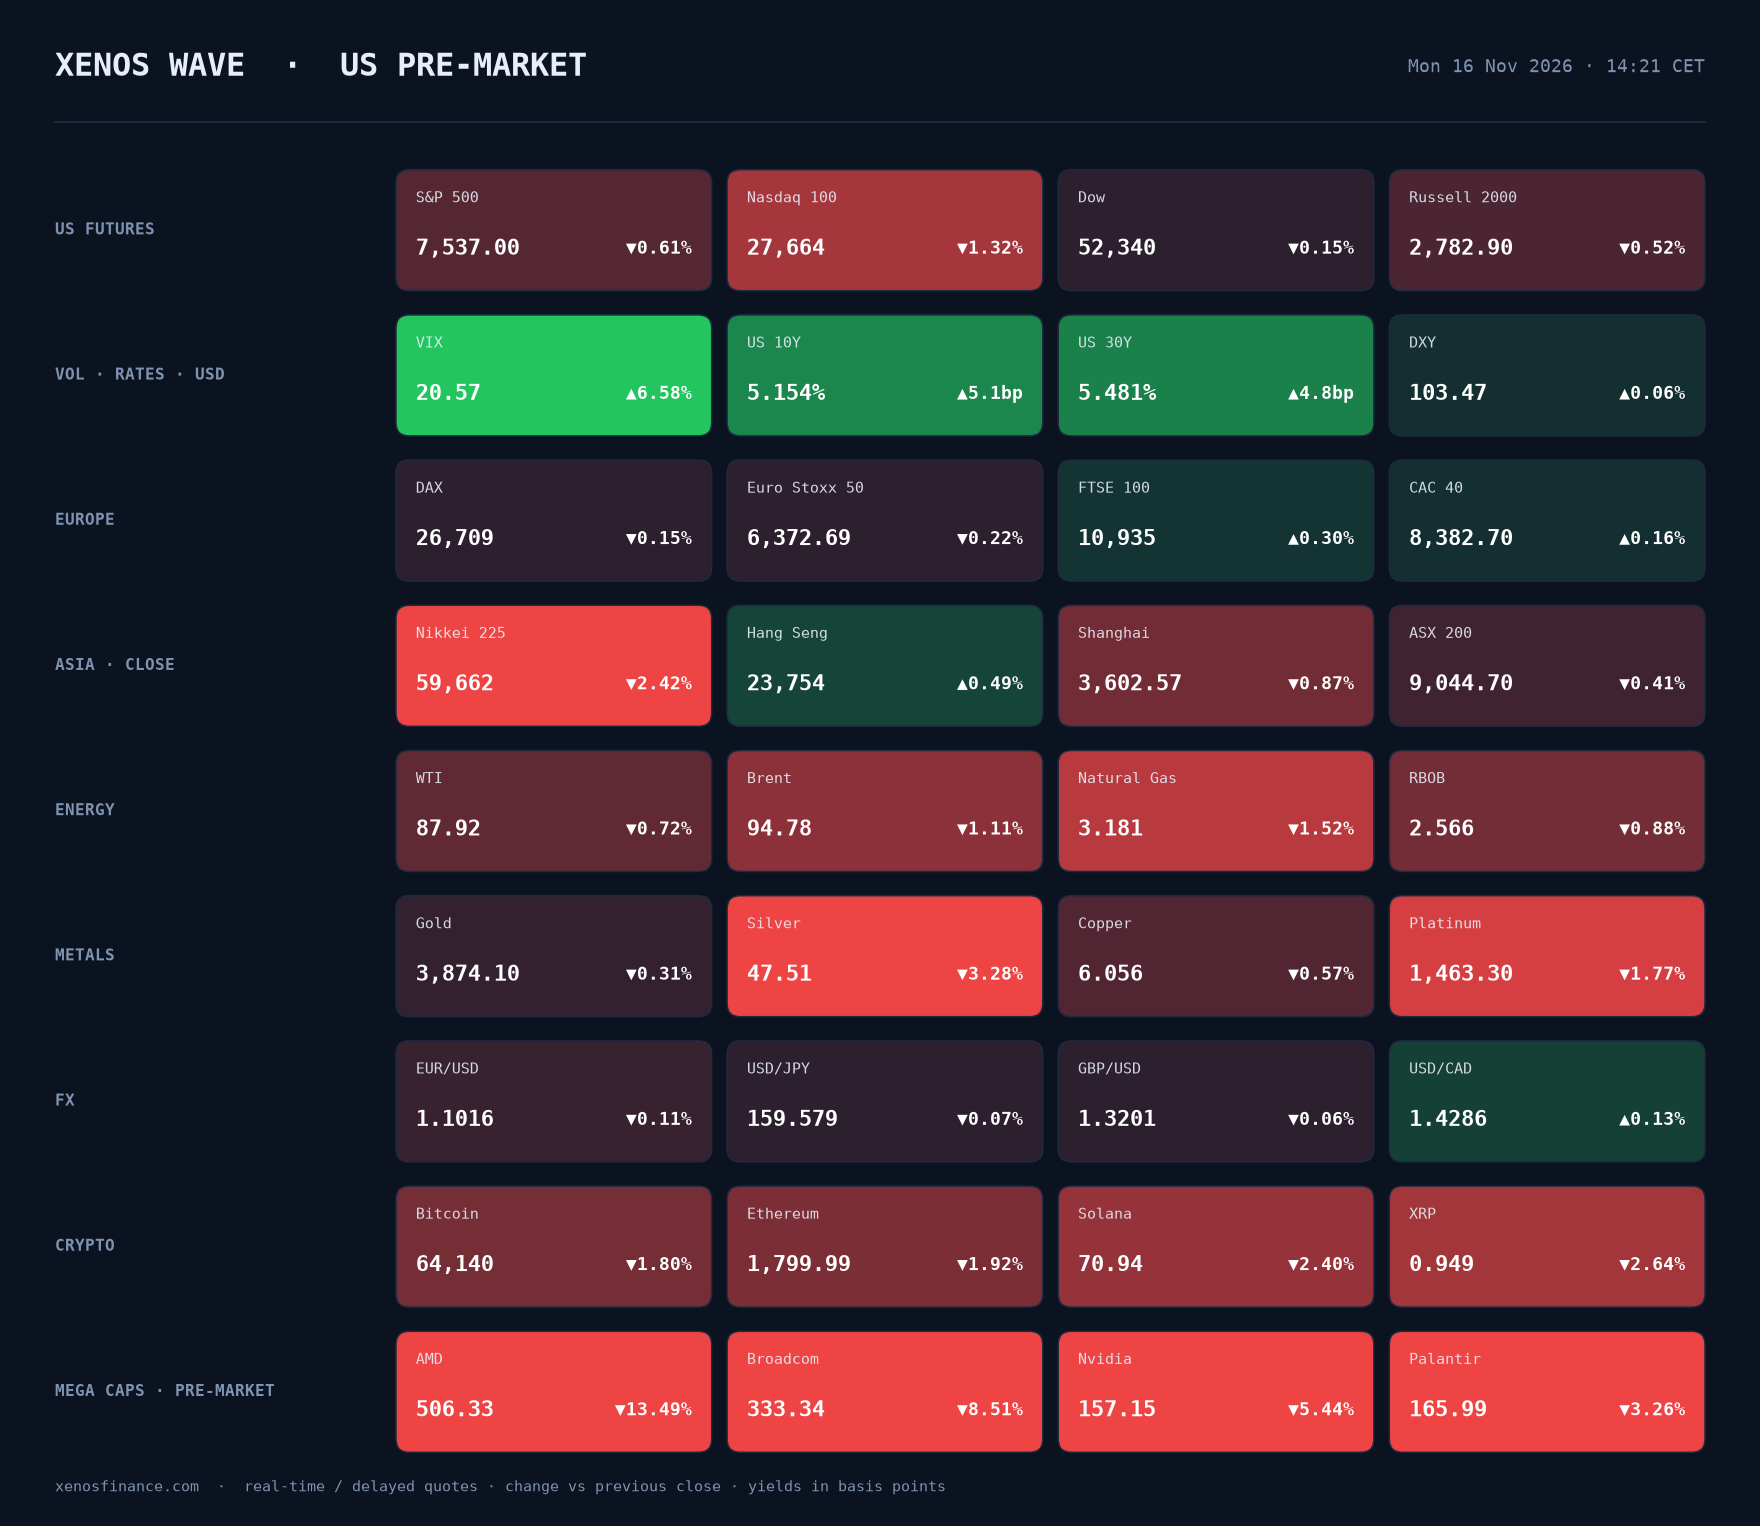 XENOS WAVE · US PRE-MARKET
Mon 16 Nov 2026 · 14:21 CET
US FUTURES
S&P 500
7,537.00 ▼0.61%
Nasdaq 100
27,664 ▼1.32%
Dow
52,340 ▼0.15%
Russell 2000
2,782.90 ▼0.52%
VOL · RATES · USD
VIX
20.57 ▲6.58%
US 10Y
5.154% ▲5.1bp
US 30Y
5.481% ▲4.8bp
DXY
103.47 ▲0.06%
EUROPE
DAX
26,709 ▼0.15%
Euro Stoxx 50
6,372.69 ▼0.22%
FTSE 100
10,935 ▲0.30%
CAC 40
8,382.70 ▲0.16%
ASIA · CLOSE
Nikkei 225
59,662 ▼2.42%
Hang Seng
23,754 ▲0.49%
Shanghai
3,602.57 ▼0.87%
ASX 200
9,044.70 ▼0.41%
ENERGY
WTI
87.92 ▼0.72%
Brent
94.78 ▼1.11%
Natural Gas
3.181 ▼1.52%
RBOB
2.566 ▼0.88%
METALS
Gold
3,874.10 ▼0.31%
Silver
47.51 ▼3.28%
Copper
6.056 ▼0.57%
Platinum
1,463.30 ▼1.77%
FX
EUR/USD
1.1016 ▼0.11%
USD/JPY
159.579 ▼0.07%
GBP/USD
1.3201 ▼0.06%
USD/CAD
1.4286 ▲0.13%
CRYPTO
Bitcoin
64,140 ▼1.80%
Ethereum
1,799.99 ▼1.92%
Solana
70.94 ▼2.40%
XRP
0.949 ▼2.64%
MEGA CAPS · PRE-MARKET
AMD
506.33 ▼13.49%
Broadcom
333.34 ▼8.51%
Nvidia
157.15 ▼5.44%
Palantir
165.99 ▼3.26%
xenosfinance.com · real-time / delayed quotes · change vs previous close · yields in basis points